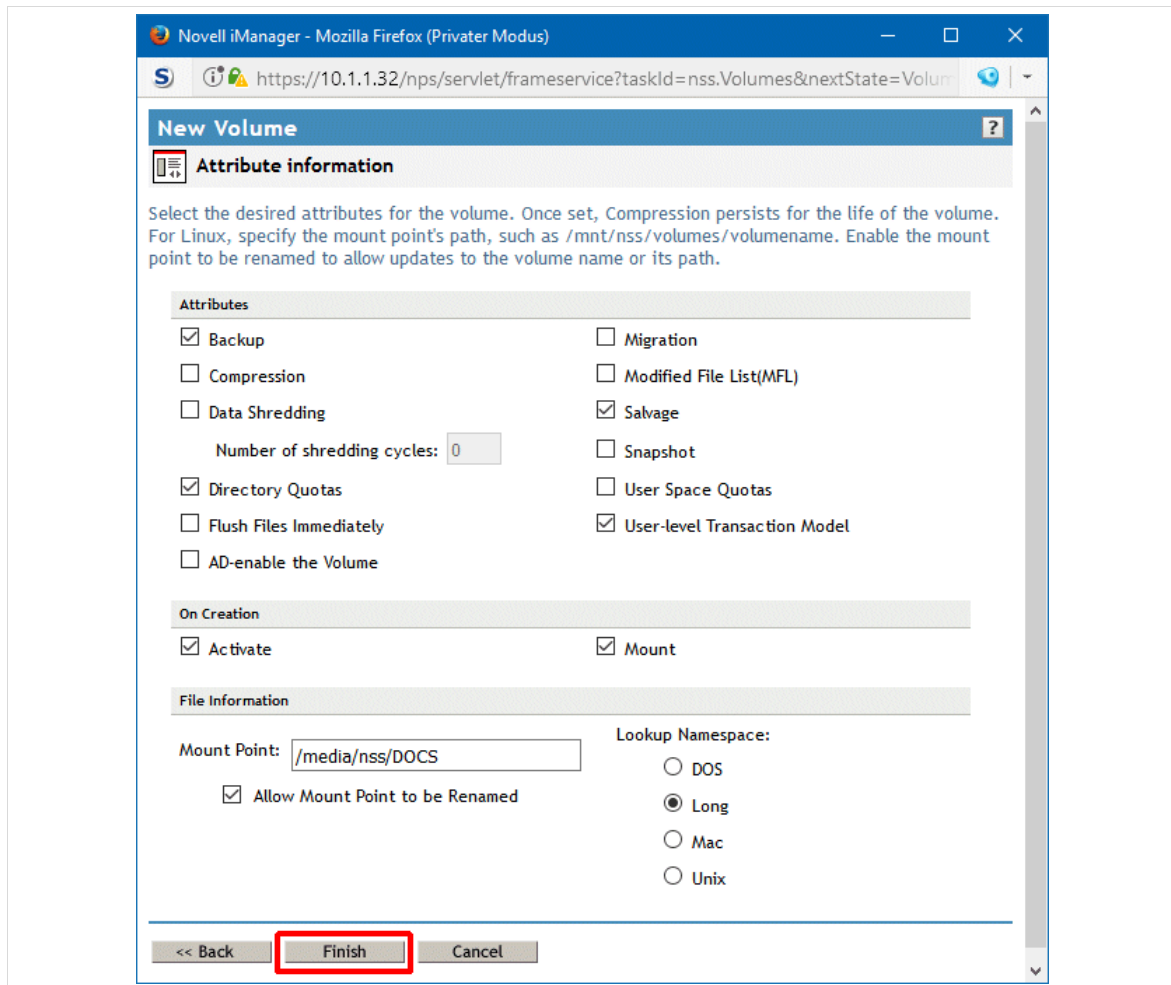 Novell iManager - Mozilla Firefox (Privater Modus)
S https://10.1.1.32/nps/servlet/frameservice?taskId=nss.Volumes&nextState=Volum
New Volume ?
Attribute information
Select the desired attributes for the volume. Once set, Compression persists for the life of the volume.
For Linux, specify the mount point's path, such as /mnt/nss/volumes/volumename. Enable the mount
point to be renamed to allow updates to the volume name or its path.
Attributes
Backup Migration
Compression Modified File List(MFL)
Data Shredding Salvage
Number of shredding cycles: 0 Snapshot
Directory Quotas User Space Quotas
Flush Files Immediately User-level Transaction Model
AD-enable the Volume
On Creation
Activate Mount
File Information
Lookup Namespace:
Mount Point: /media/nss/DOCS
DOS
Allow Mount Point to be Renamed Long
Mac
Unix
<< Back Finish Cancel